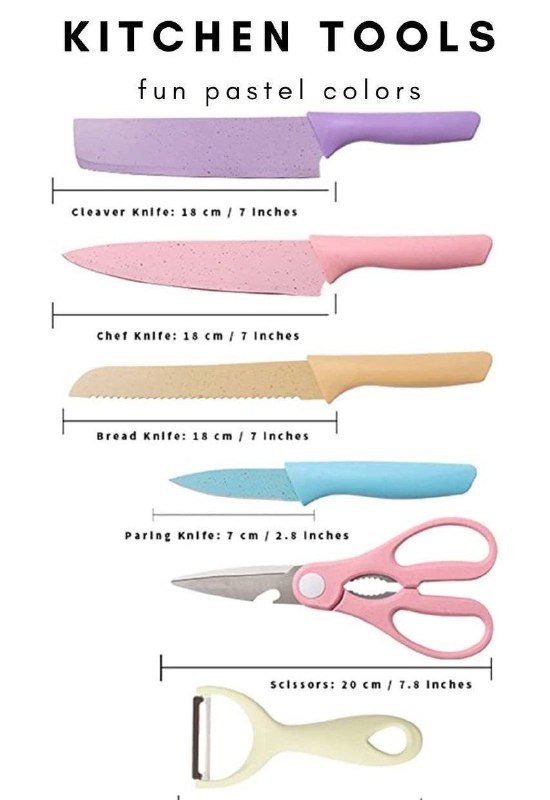 KITCHEN TOOLS
fun pastel colors
Cleaver Knife: 18 cm / 7 inches
Chef Knife: 18 cm / 7 inches
Bread Knife: 18 cm / 7 inches
Paring Knife: 7 cm / 2.8 inches
Scissors: 20 cm / 7.8 inches